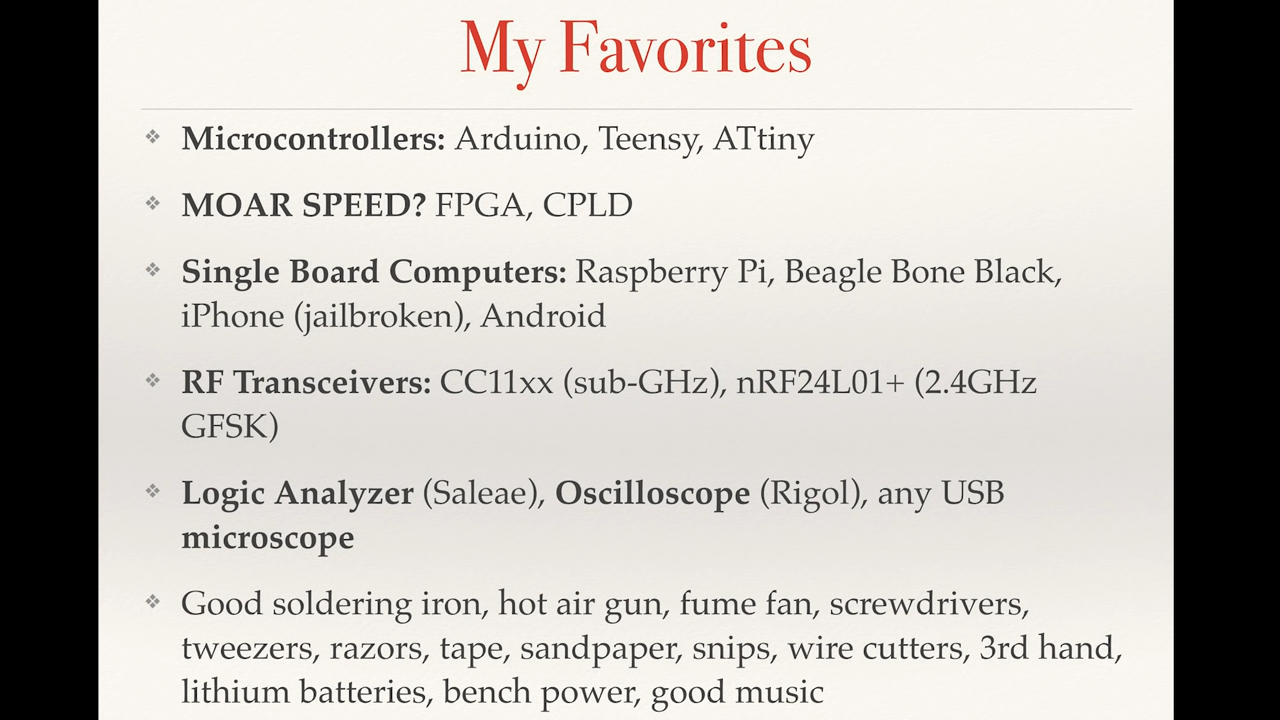 My Favorites
Microcontrollers: Arduino, Teensy, ATtiny
MOAR SPEED? FPGA, CPLD
Single Board Computers: Raspberry Pi, Beagle Bone Black,
iPhone (jailbroken), Android
RF Transceivers: CC11xx (sub-GHz), nRF24L01+ (2.4GHz
GFSK)
Logic Analyzer (Saleae), Oscilloscope (Rigol), any USB
microscope
Good soldering iron, hot air gun, fume fan, screwdrivers,
tweezers, razors, tape, sandpaper, snips, wire cutters, 3rd hand,
lithium batteries, bench power, good music